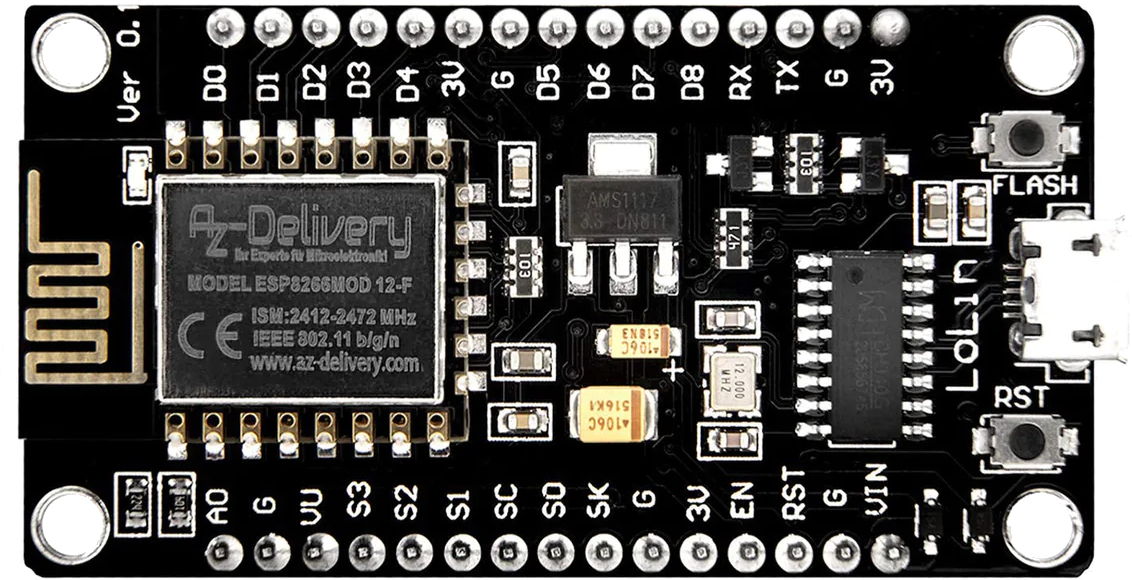 Ver 0.1
D0
D1
D2
D3
D4
3V
G
D5
D6
D7
D8
RX
TX
G
3V
FLASH
Az-Delivery
Ihr Experte für Mikroelektronik!
MODEL ESP8266MOD 12-F
CE ISM:2412-2472 MHz
IEEE 802.11 b/g/n
www.az-delivery.com
AMS1117
3.3 DN811
103
103
471
106C
518N3
106C
516K1
+
12.000
MHZ
LOLIN
RST
A0
G
VU
S3
S2
S1
SC
SO
SK
G
3V
EN
RST
G
VIN